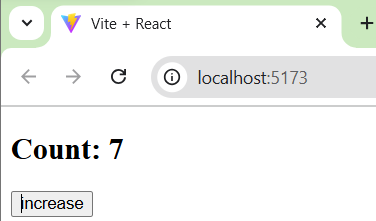 Vite + React
localhost:5173
Count: 7
increase